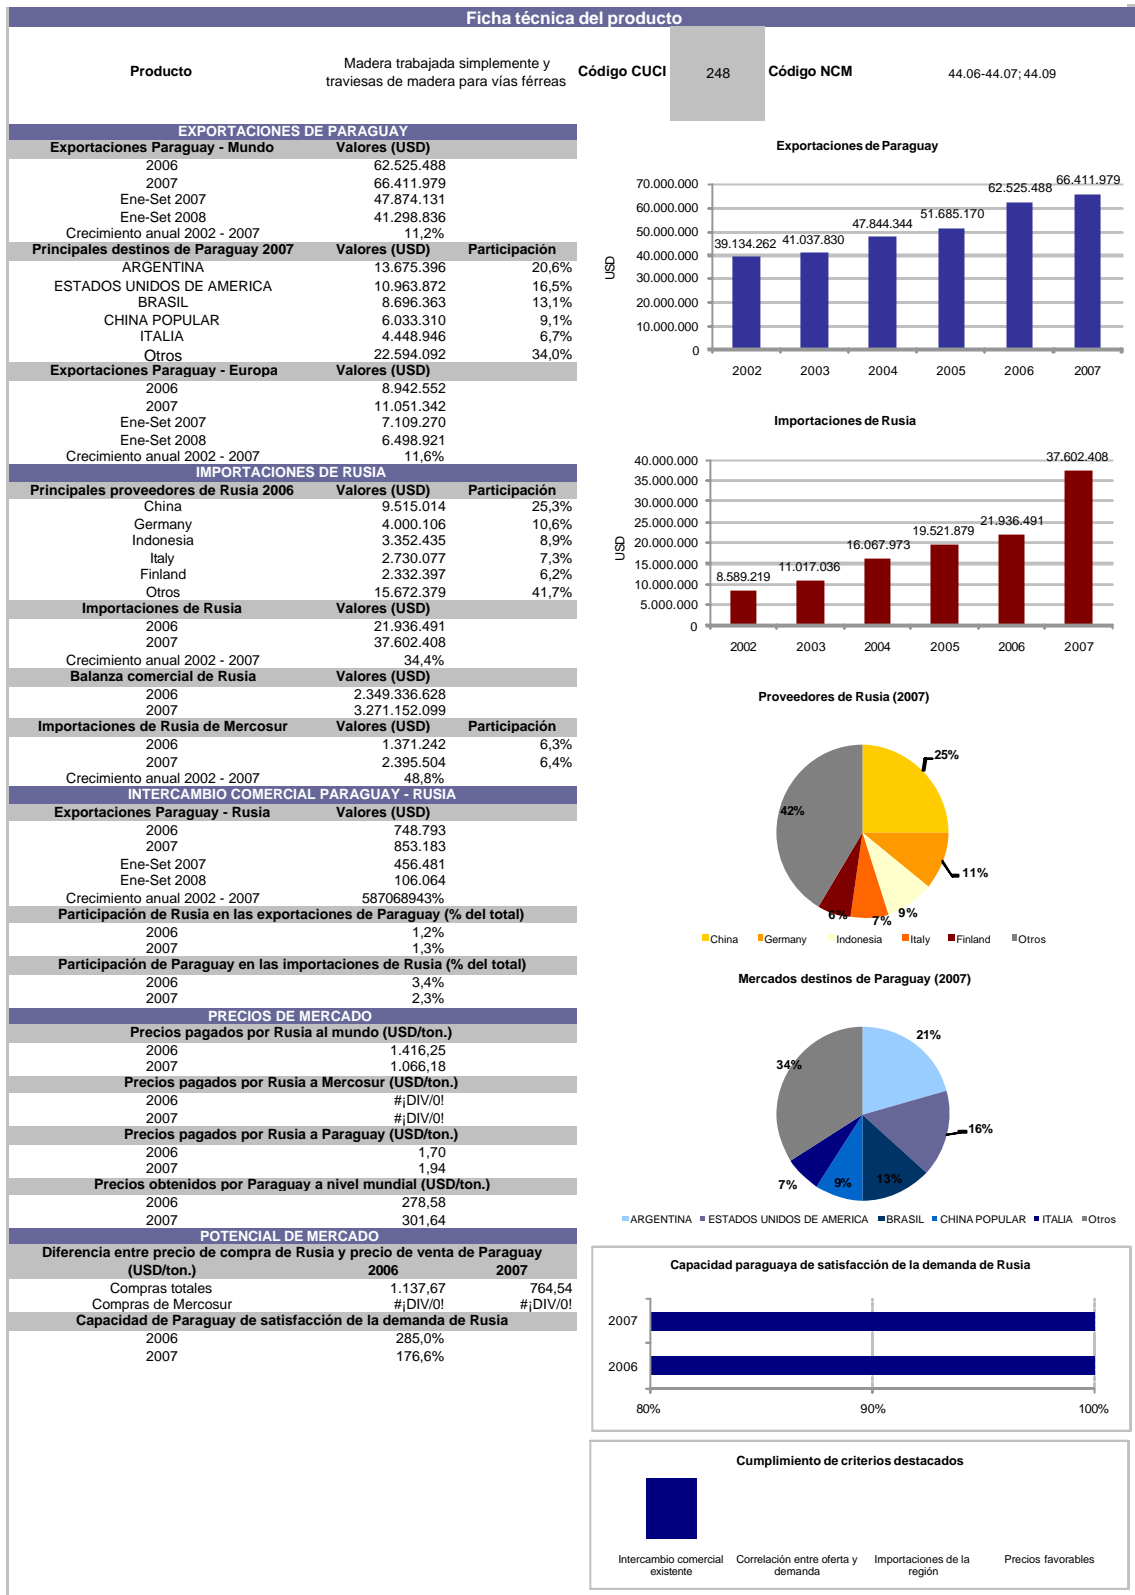 Ficha técnica del producto
Producto
Madera trabajada simplemente y
traviesas de madera para vías férreas
Código CUCI
248
Código NCM
44.06-44.07; 44.09
EXPORTACIONES DE PARAGUAY
Exportaciones Paraguay - Mundo Valores (USD)
2006 62.525.488
2007 66.411.979
Ene-Set 2007 47.874.131
Ene-Set 2008 41.298.836
Crecimiento anual 2002 - 2007 11,2%
Principales destinos de Paraguay 2007 Valores (USD) Participación
ARGENTINA 13.675.396 20,6%
ESTADOS UNIDOS DE AMERICA 10.963.872 16,5%
BRASIL 8.696.363 13,1%
CHINA POPULAR 6.033.310 9,1%
ITALIA 4.448.946 6,7%
Otros 22.594.092 34,0%
Exportaciones Paraguay - Europa Valores (USD)
2006 8.942.552
2007 11.051.342
Ene-Set 2007 7.109.270
Ene-Set 2008 6.498.921
Crecimiento anual 2002 - 2007 11,6%
IMPORTACIONES DE RUSIA
Principales proveedores de Rusia 2006 Valores (USD) Participación
China 9.515.014 25,3%
Germany 4.000.106 10,6%
Indonesia 3.352.435 8,9%
Italy 2.730.077 7,3%
Finland 2.332.397 6,2%
Otros 15.672.379 41,7%
Importaciones de Rusia Valores (USD)
2006 21.936.491
2007 37.602.408
Crecimiento anual 2002 - 2007 34,4%
Balanza comercial de Rusia Valores (USD)
2006 2.349.336.628
2007 3.271.152.099
Importaciones de Rusia de Mercosur Valores (USD) Participación
2006 1.371.242 6,3%
2007 2.395.504 6,4%
Crecimiento anual 2002 - 2007 48,8%
INTERCAMBIO COMERCIAL PARAGUAY - RUSIA
Exportaciones Paraguay - Rusia Valores (USD)
2006 748.793
2007 853.183
Ene-Set 2007 456.481
Ene-Set 2008 106.064
Crecimiento anual 2002 - 2007 587068943%
Participación de Rusia en las exportaciones de Paraguay (% del total)
2006 1,2%
2007 1,3%
Participación de Paraguay en las importaciones de Rusia (% del total)
2006 3,4%
2007 2,3%
PRECIOS DE MERCADO
Precios pagados por Rusia al mundo (USD/ton.)
2006 1.416,25
2007 1.066,18
Precios pagados por Rusia a Mercosur (USD/ton.)
2006 #¡DIV/0!
2007 #¡DIV/0!
Precios pagados por Rusia a Paraguay (USD/ton.)
2006 1,70
2007 1,94
Precios obtenidos por Paraguay a nivel mundial (USD/ton.)
2006 278,58
2007 301,64
POTENCIAL DE MERCADO
Diferencia entre precio de compra de Rusia y precio de venta de Paraguay
(USD/ton.) 2006 2007
Compras totales 1.137,67 764,54
Compras de Mercosur #¡DIV/0! #¡DIV/0!
Capacidad de Paraguay de satisfacción de la demanda de Rusia
2006 285,0%
2007 176,6%
Exportaciones de Paraguay
70.000.000
60.000.000
50.000.000
40.000.000
30.000.000
20.000.000
10.000.000
0
USD
39.134.262 41.037.830 47.844.344 51.685.170 62.525.488 66.411.979
2002 2003 2004 2005 2006 2007
Importaciones de Rusia
40.000.000
35.000.000
30.000.000
25.000.000
20.000.000
15.000.000
10.000.000
5.000.000
0
USD
8.589.219 11.017.036 16.067.973 19.521.879 21.936.491 37.602.408
2002 2003 2004 2005 2006 2007
Proveedores de Rusia (2007)
25%
11%
9%
7%
6%
42%
China Germany Indonesia Italy Finland Otros
Mercados destinos de Paraguay (2007)
21%
16%
13%
9%
7%
34%
ARGENTINA ESTADOS UNIDOS DE AMERICA BRASIL CHINA POPULAR ITALIA Otros
Capacidad paraguaya de satisfacción de la demanda de Rusia
2007
2006
80% 90% 100%
Cumplimiento de criterios destacados
Intercambio comercial
existente
Correlación entre oferta y
demanda
Importaciones de la
región
Precios favorables